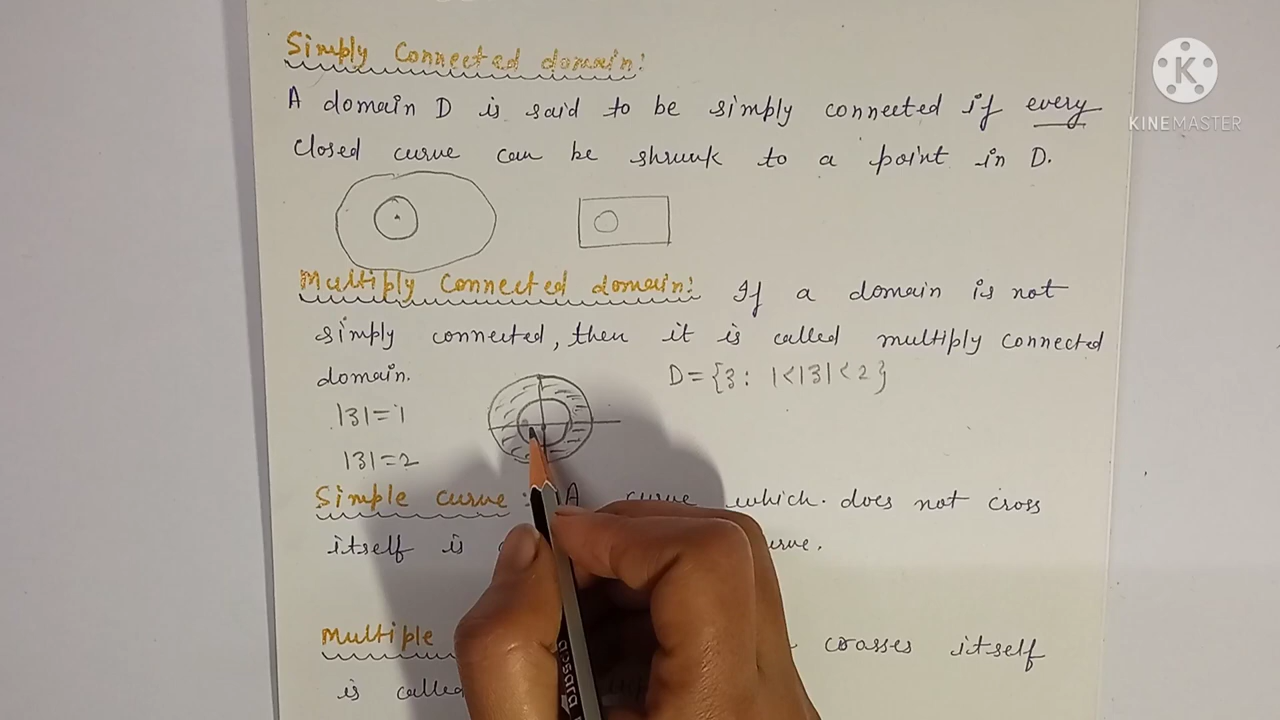 Simply Connected domain:
A domain D is said to be simply connected if every
closed curve can be shrunk to a point in D.
Multiply Connected domain: If a domain is not
simply connected, then it is called multiply connected
domain.
D = {z : 1<|z|<2}
|z|=1
|z|=2
Simple curve : A curve which does not cross
itself is
Multiple crosses itself
is called
K
KINEMASTER